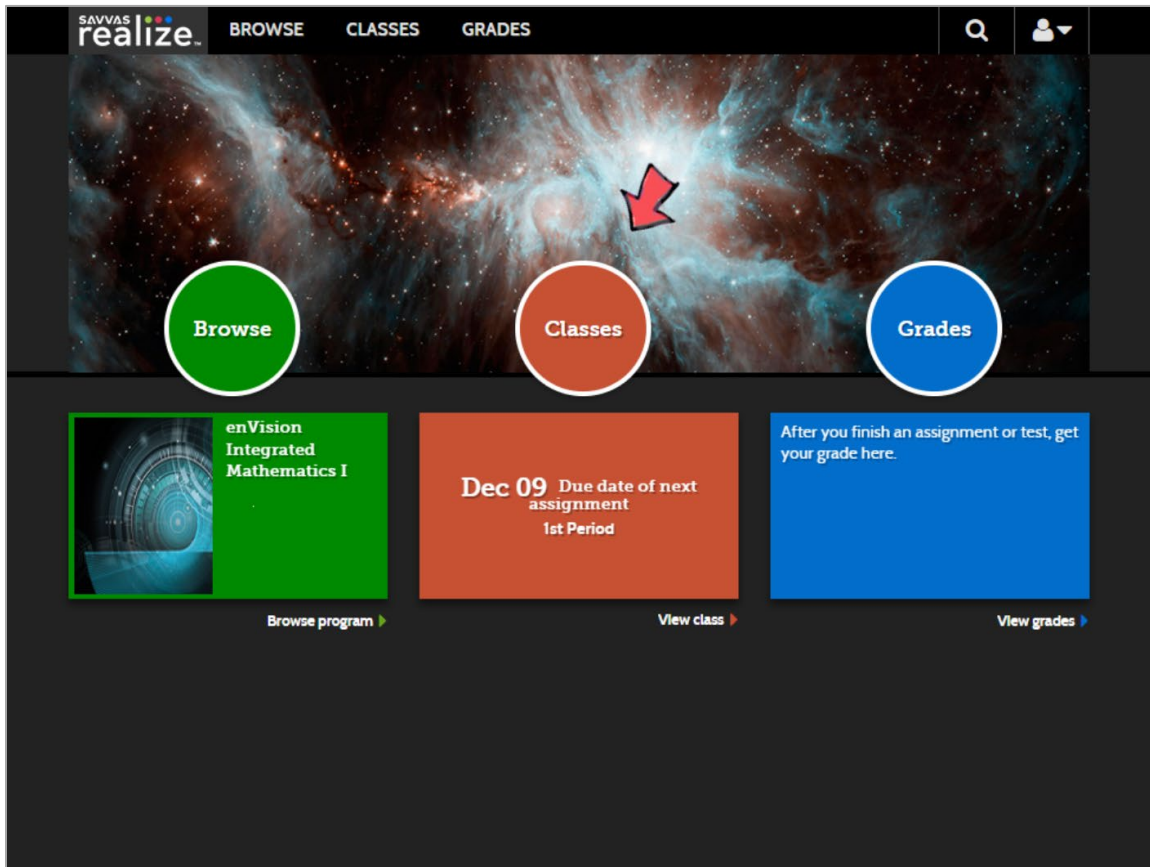 SAVVAS
realize™
BROWSE
CLASSES
GRADES
Browse
Classes
Grades
enVision
Integrated
Mathematics I
Dec 09 Due date of next
assignment
1st Period
After you finish an assignment or test, get
your grade here.
Browse program
View class
View grades